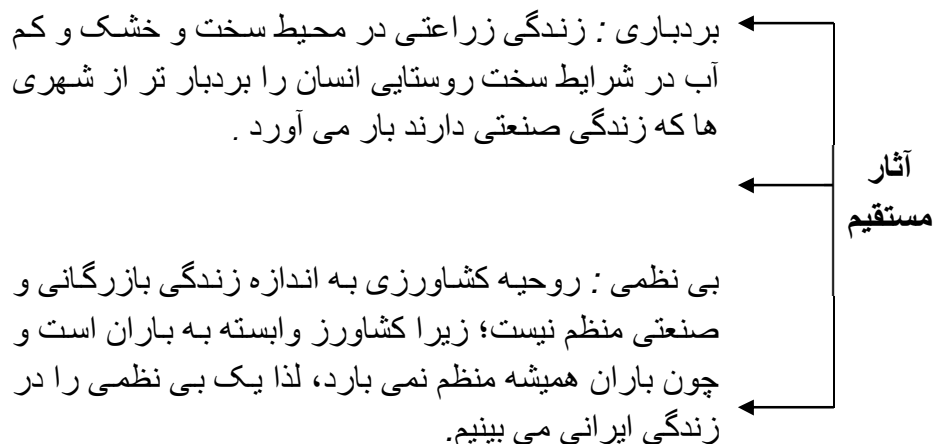 بردباری : زندگی زراعتی در محیط سخت و خشک و کم
آب در شرایط سخت روستایی انسان را بردبار تر از شهری
ها که زندگی صنعتی دارند بار می آورد .
آثار
مستقیم
بی نظمی : روحیه کشاورزی به اندازه زندگی بازرگانی و
صنعتی منظم نیست؛ زیرا کشاورز وابسته به باران است و
چون باران همیشه منظم نمی بارد، لذا یک بی نظمی را در
زندگی ایرانی می بینیم.